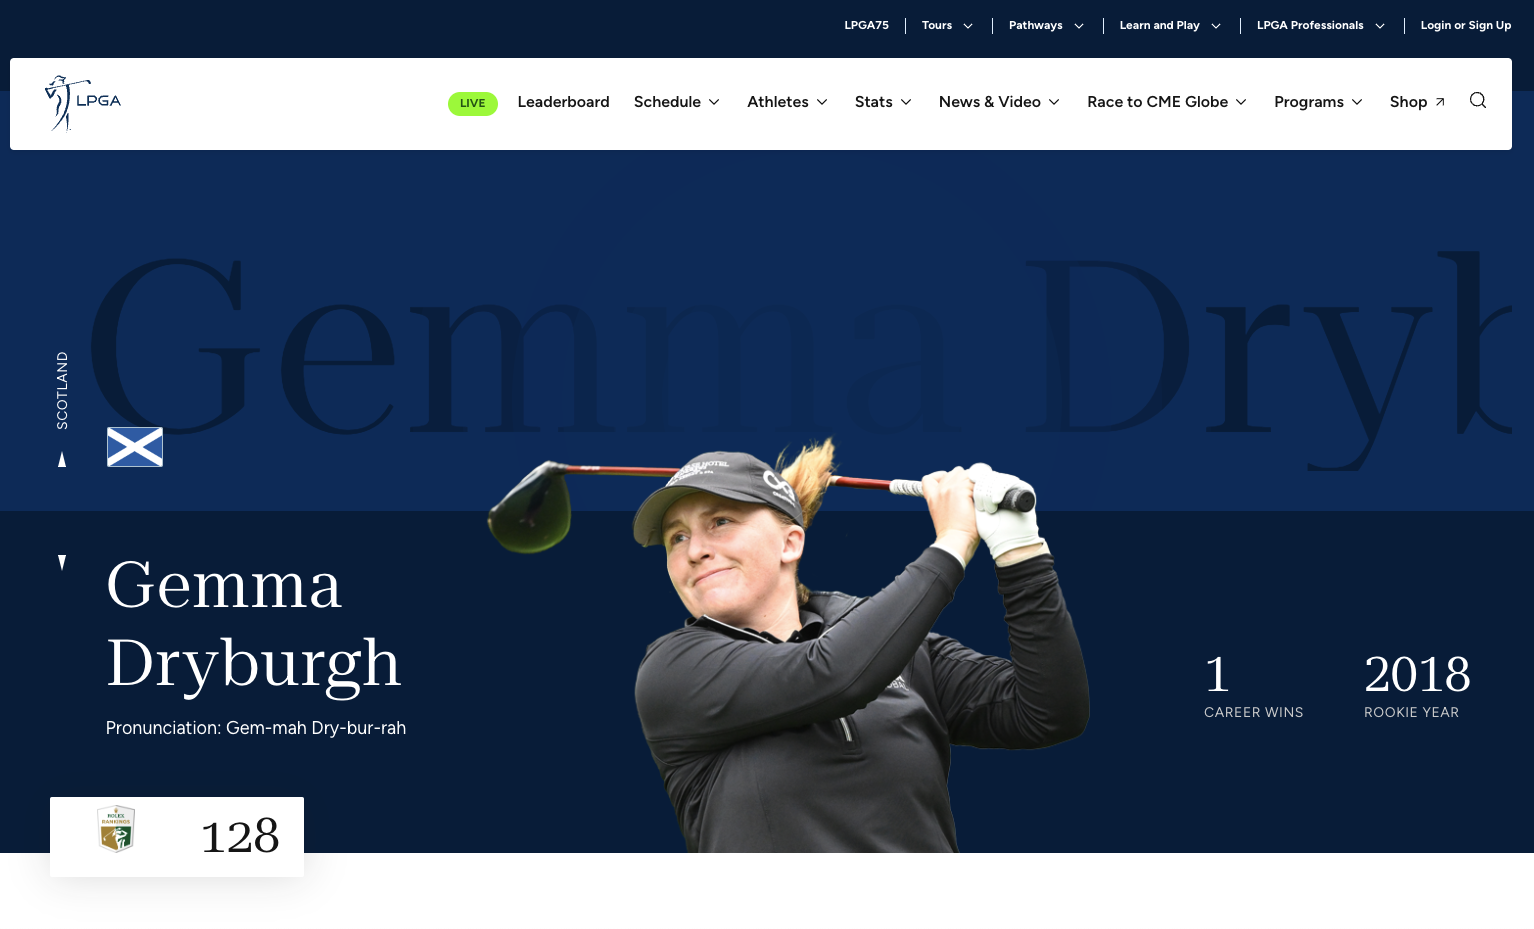 LPGA75
Tours
Pathways
Learn and Play
LPGA Professionals
Login or Sign Up
LPGA
LIVE
Leaderboard
Schedule
Athletes
Stats
News & Video
Race to CME Globe
Programs
Shop
Gemma Dryb
SCOTLAND
Gemma
Dryburgh
Pronunciation: Gem-mah Dry-bur-rah
1
CAREER WINS
2018
ROOKIE YEAR
ROLEX
RANKINGS
128